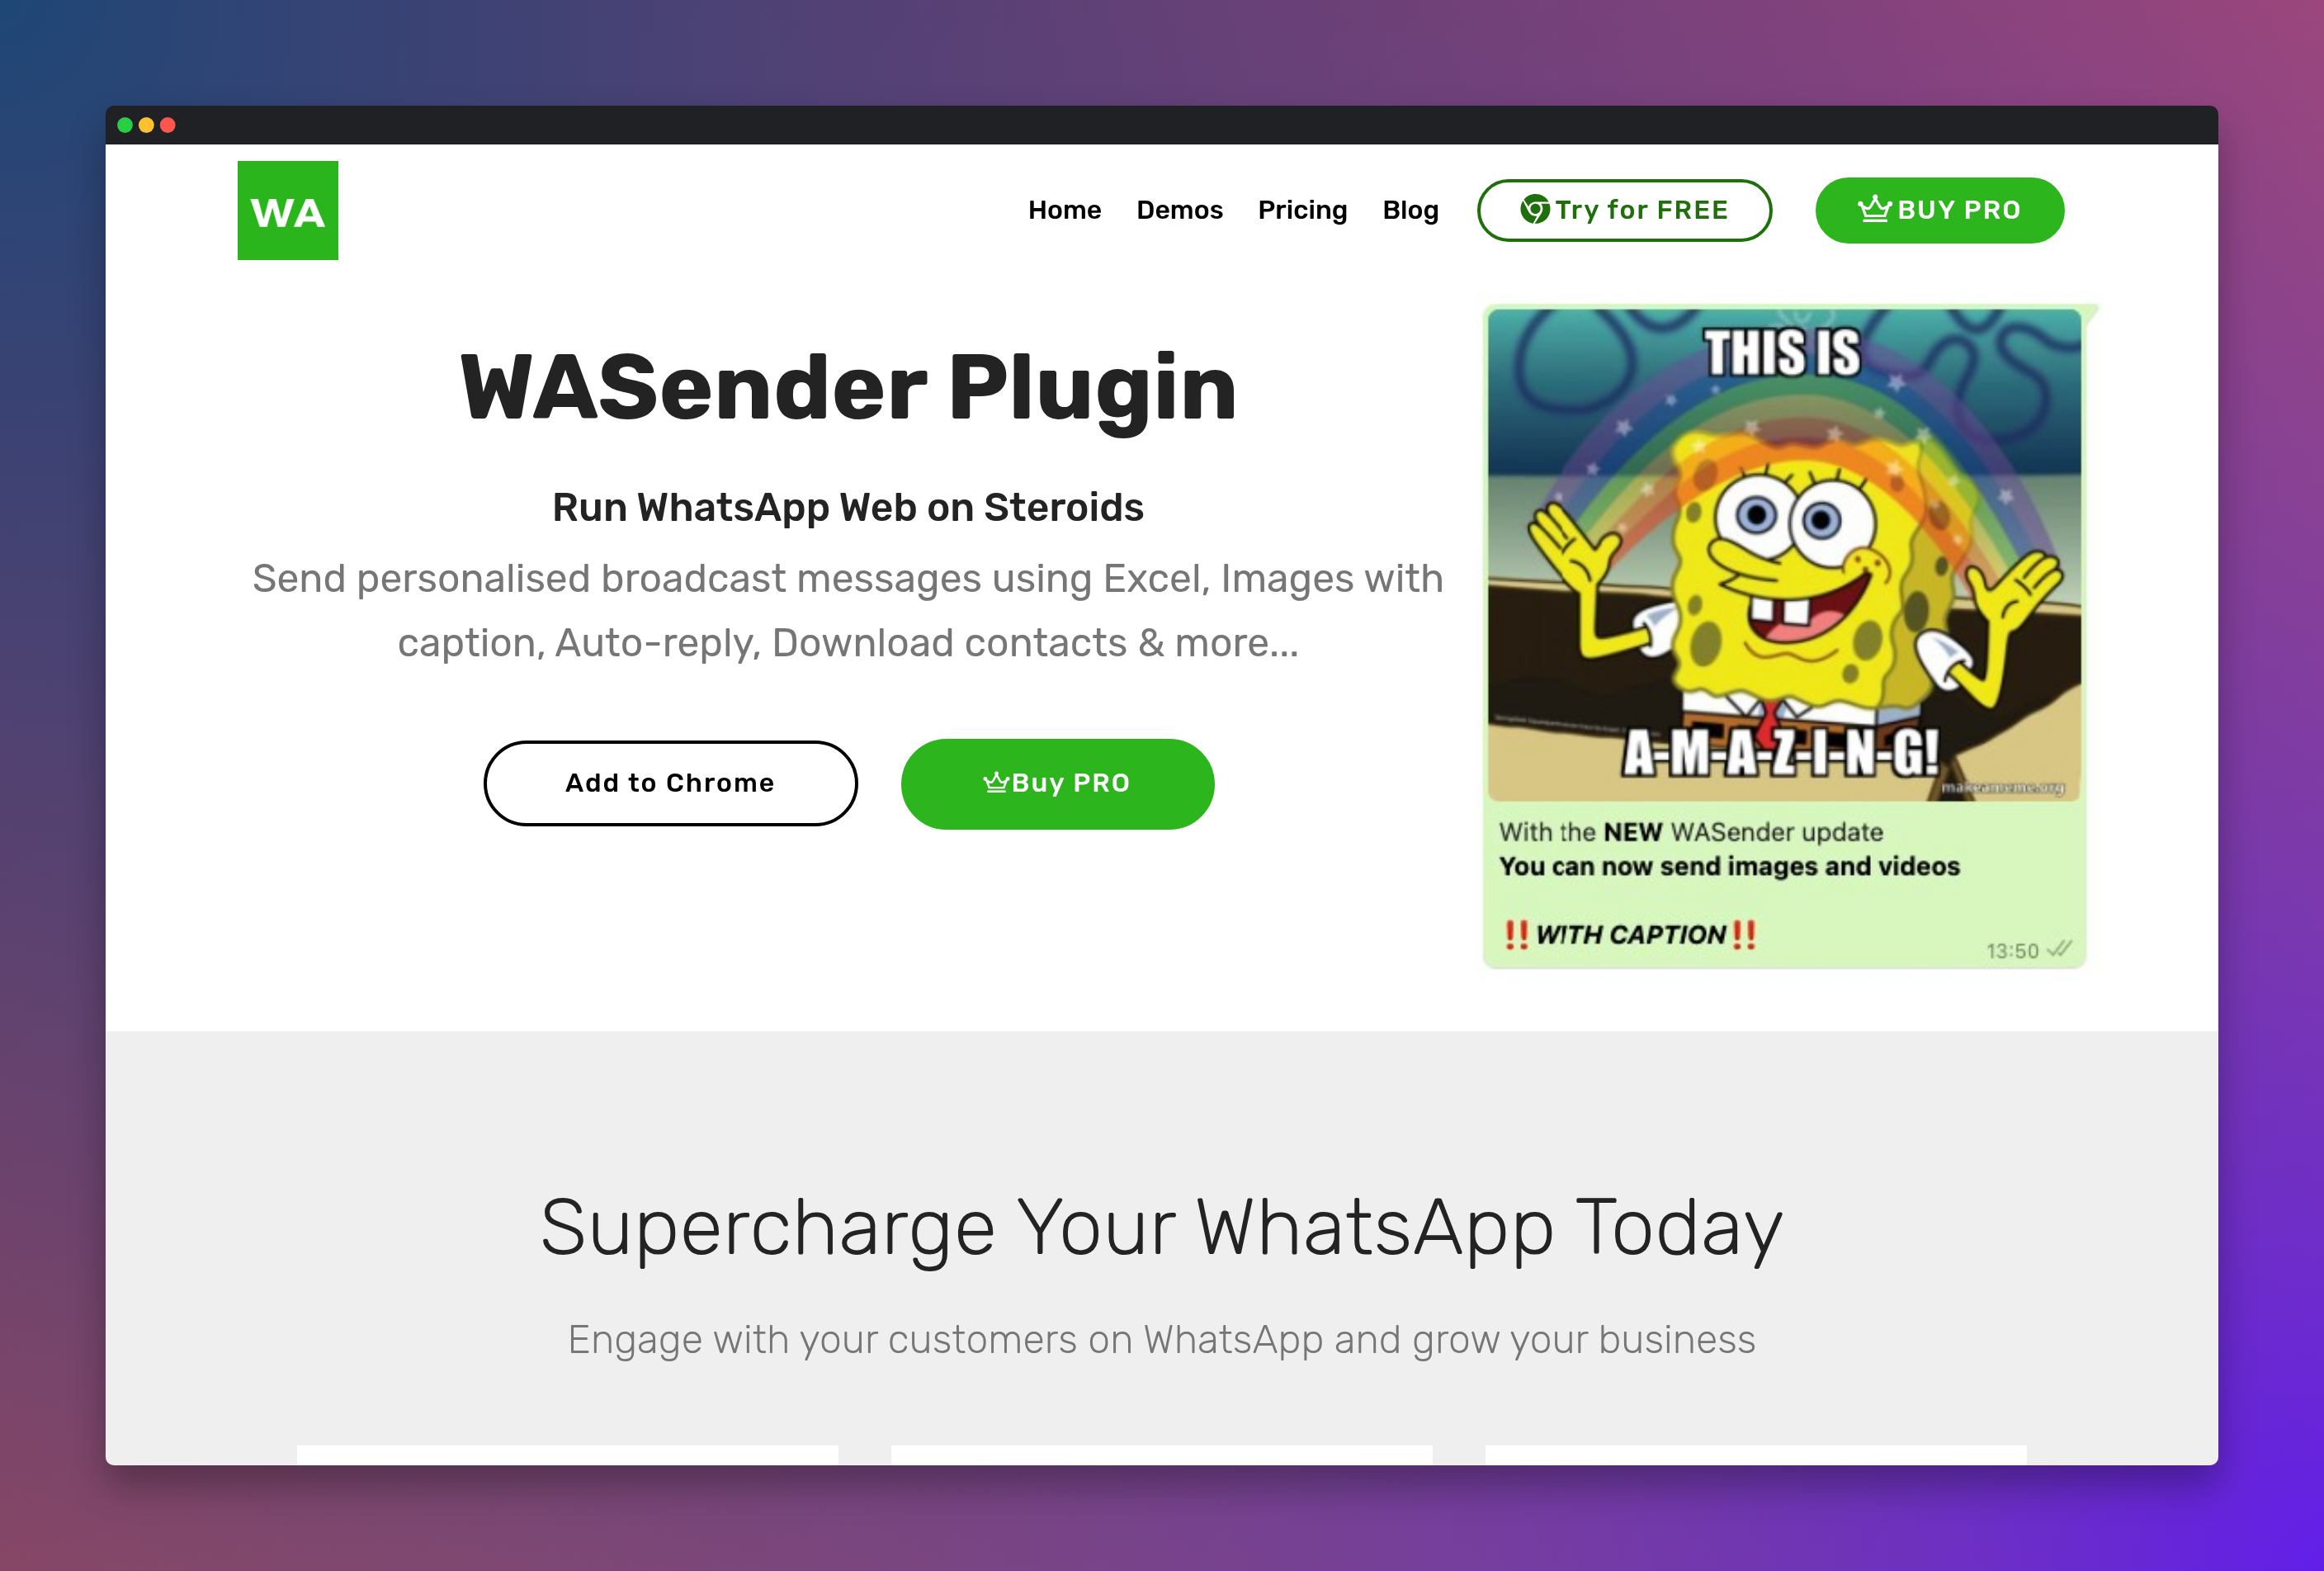 WA
Home Demos Pricing Blog Try for FREE BUY PRO
WASender Plugin
Run WhatsApp Web on Steroids
Send personalised broadcast messages using Excel, Images with
caption, Auto-reply, Download contacts & more...
Add to Chrome Buy PRO
THIS IS
A-M-A-Z-I-N-G!
makeameme.org
With the NEW WASender update
You can now send images and videos
‼️WITH CAPTION‼️
13:50
Supercharge Your WhatsApp Today
Engage with your customers on WhatsApp and grow your business